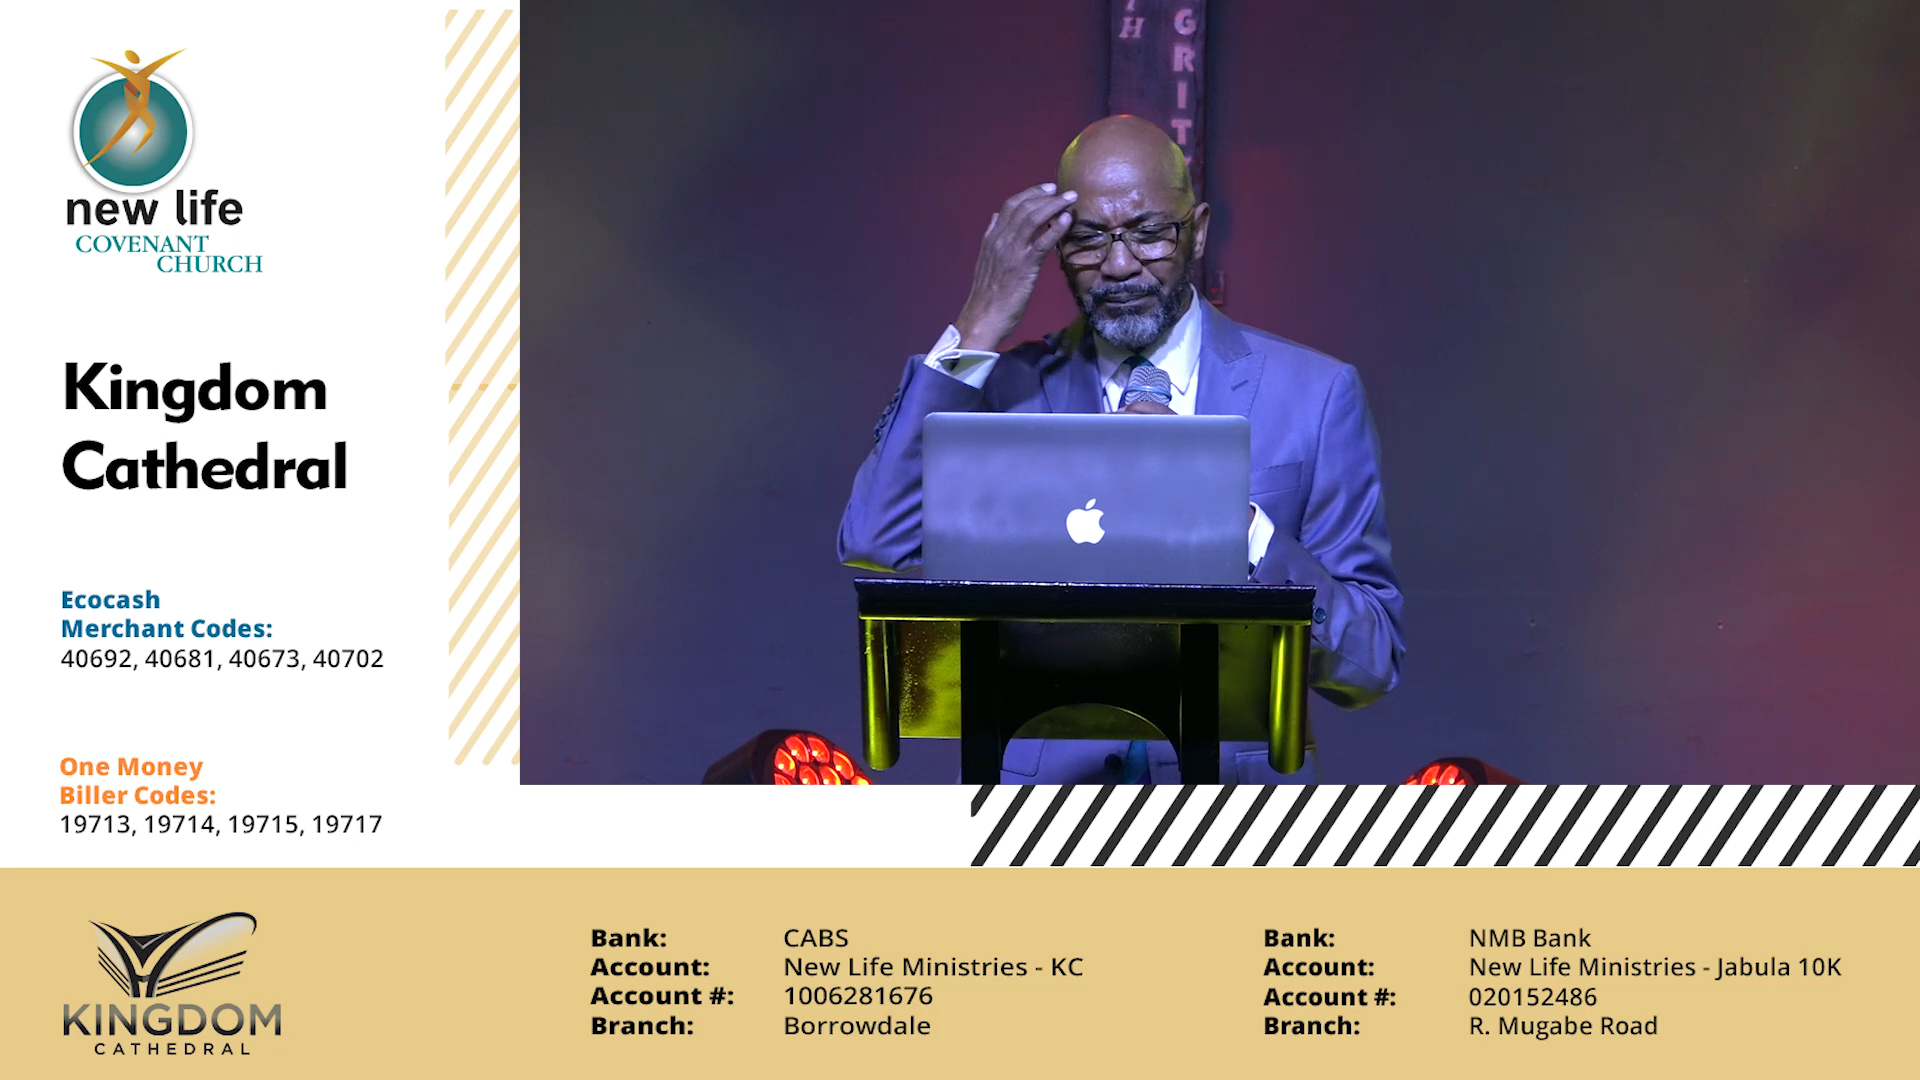 new life
COVENANT
CHURCH
Kingdom
Cathedral
Ecocash
Merchant Codes:
40692, 40681, 40673, 40702
One Money
Biller Codes:
19713, 19714, 19715, 19717
H
GRIT
KINGDOM
CATHEDRAL
Bank: CABS
Account: New Life Ministries - KC
Account #: 1006281676
Branch: Borrowdale
Bank: NMB Bank
Account: New Life Ministries - Jabula 10K
Account #: 020152486
Branch: R. Mugabe Road